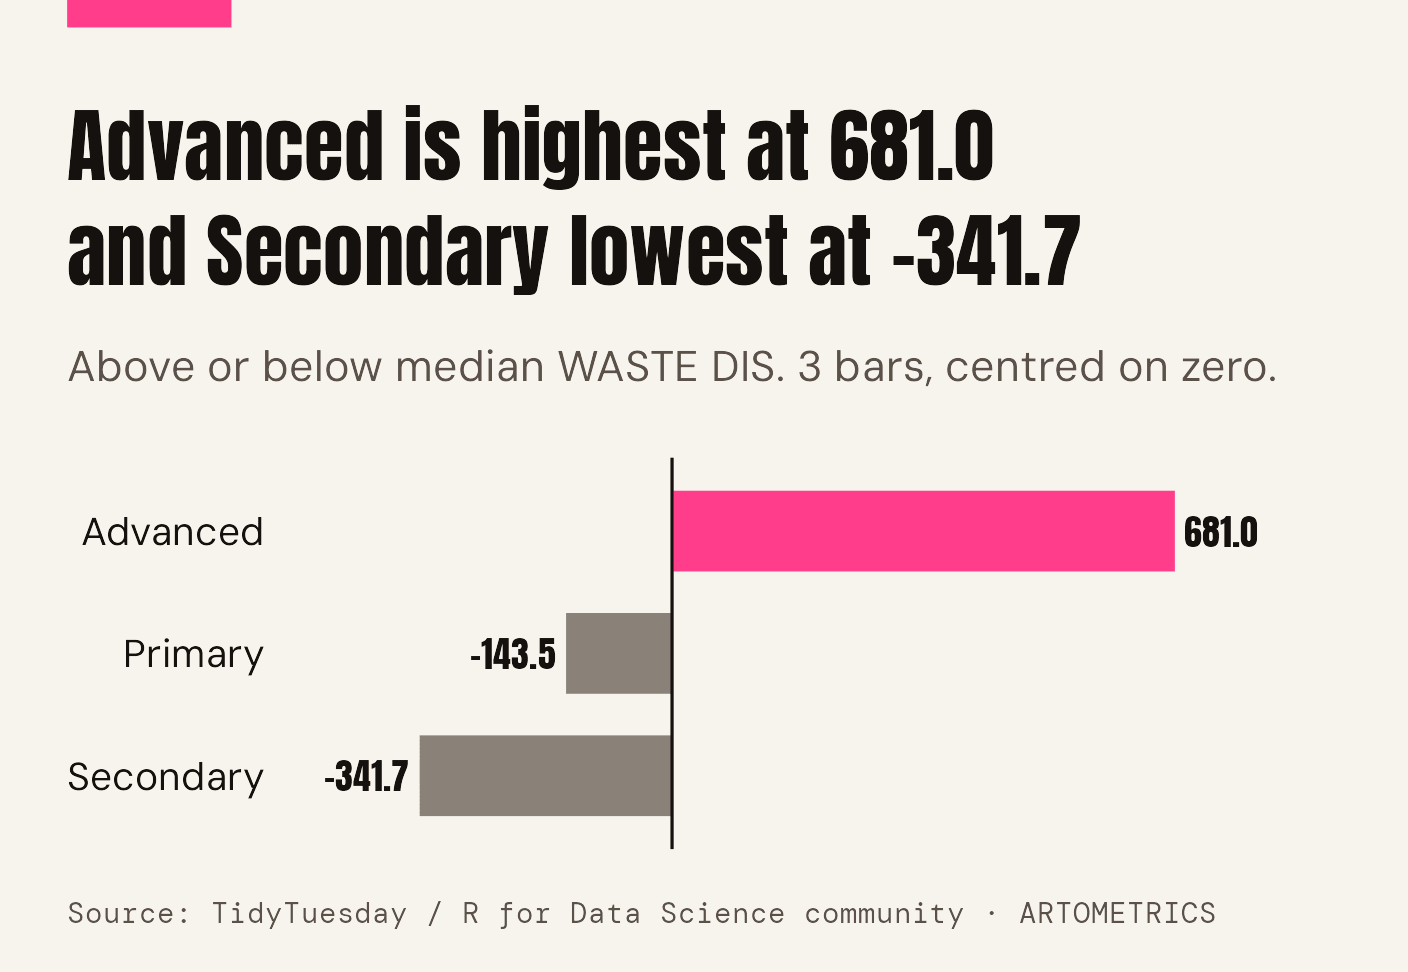 Advanced is highest at 681.0
and Secondary lowest at -341.7
Above or below median WASTE DIS. 3 bars, centred on zero.
Advanced 681.0
Primary -143.5
Secondary -341.7
Source: TidyTuesday / R for Data Science community · ARTOMETRICS